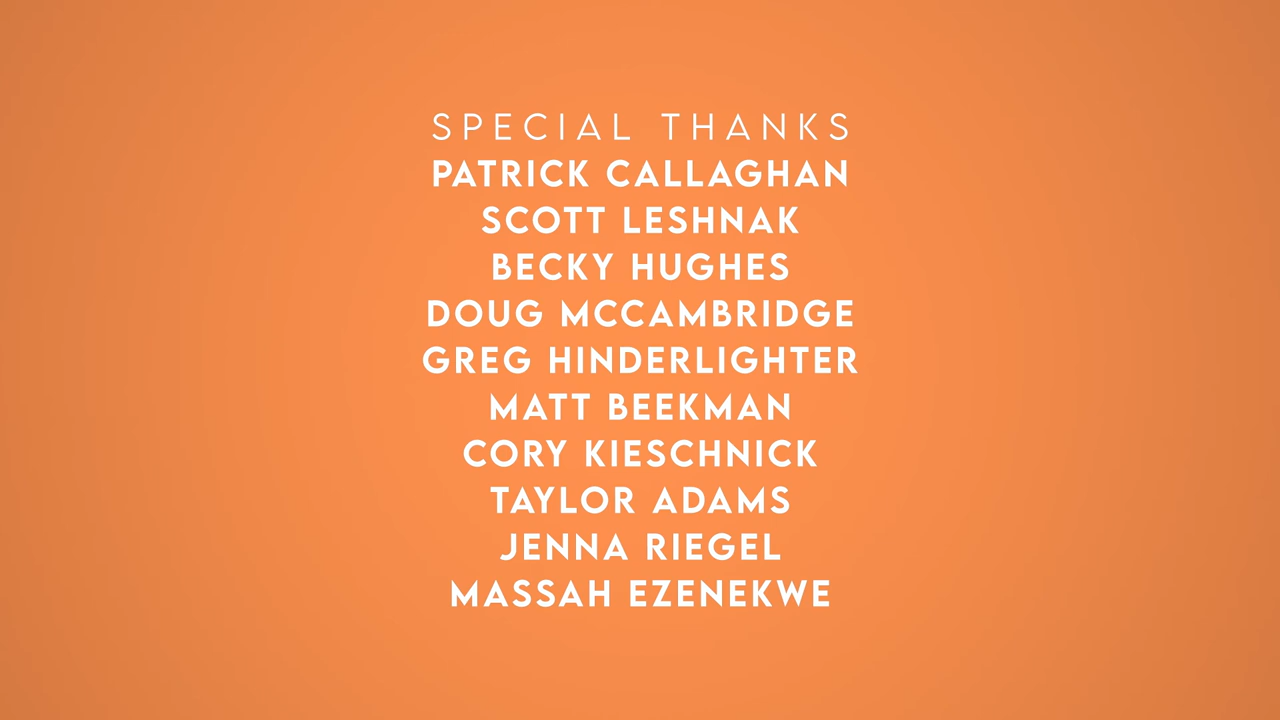 SPECIAL THANKS
PATRICK CALLAGHAN
SCOTT LESHNAK
BECKY HUGHES
DOUG MCCAMBRIDGE
GREG HINDERLIGHTER
MATT BEEKMAN
CORY KIESCHNICK
TAYLOR ADAMS
JENNA RIEGEL
MASSAH EZENEKWE